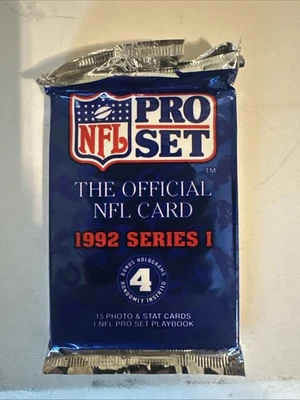 NFL
PRO
SET
TM
THE OFFICIAL
NFL CARD
1992 SERIES I
BONUS HOLOGRAMS
4
RANDOMLY INSERTED
15 PHOTO & STAT CARDS
1 NFL PRO SET PLAYBOOK